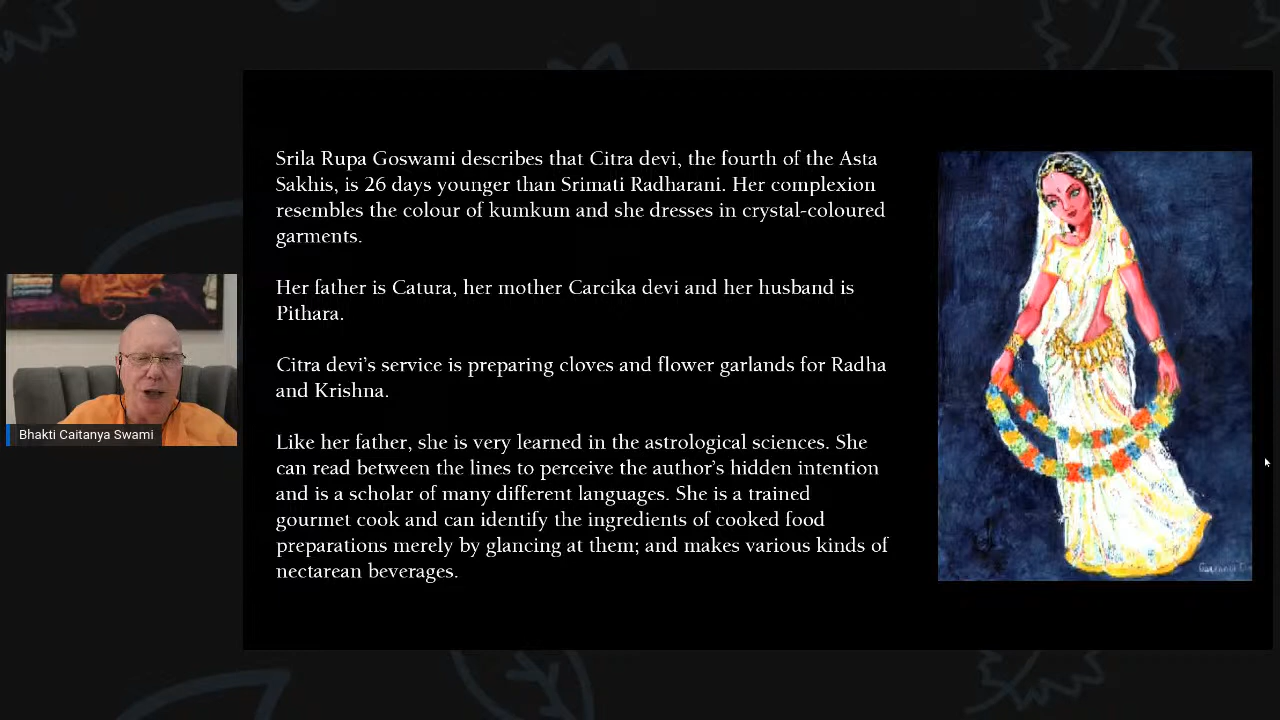 Srila Rupa Goswami describes that Citra devi, the fourth of the Asta
Sakhis, is 26 days younger than Srimati Radharani. Her complexion
resembles the colour of kumkum and she dresses in crystal-coloured
garments.
Her father is Catura, her mother Carcika devi and her husband is
Pithara.
Citra devi's service is preparing cloves and flower garlands for Radha
and Krishna.
Like her father, she is very learned in the astrological sciences. She
can read between the lines to perceive the author's hidden intention
and is a scholar of many different languages. She is a trained
gourmet cook and can identify the ingredients of cooked food
preparations merely by glancing at them; and makes various kinds of
nectarean beverages.
Bhakti Caitanya Swami